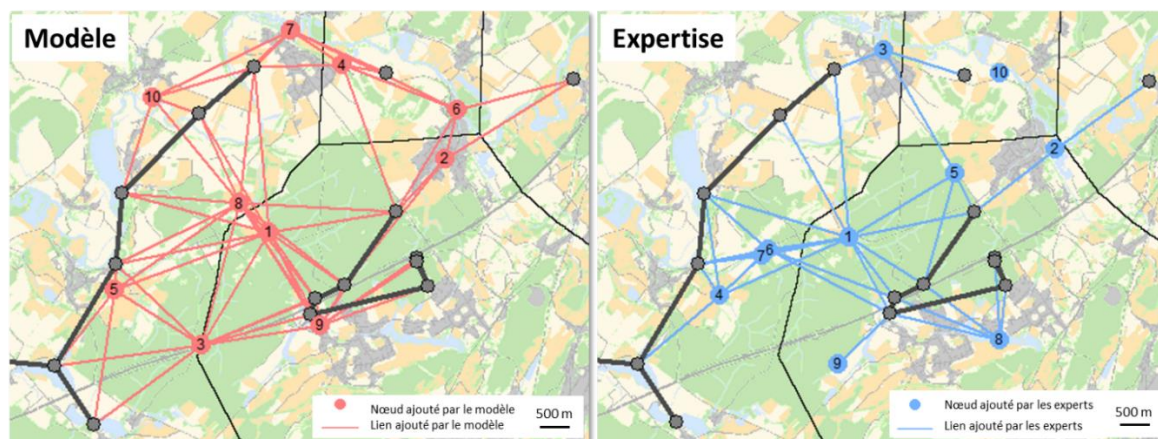 Modèle
7
4
10
6
2
8
1
5
9
3
Nœud ajouté par le modèle
Lien ajouté par le modèle
500 m
Expertise
3
10
2
5
1
6
7
4
8
9
Nœud ajouté par les experts
Lien ajouté par les experts
500 m